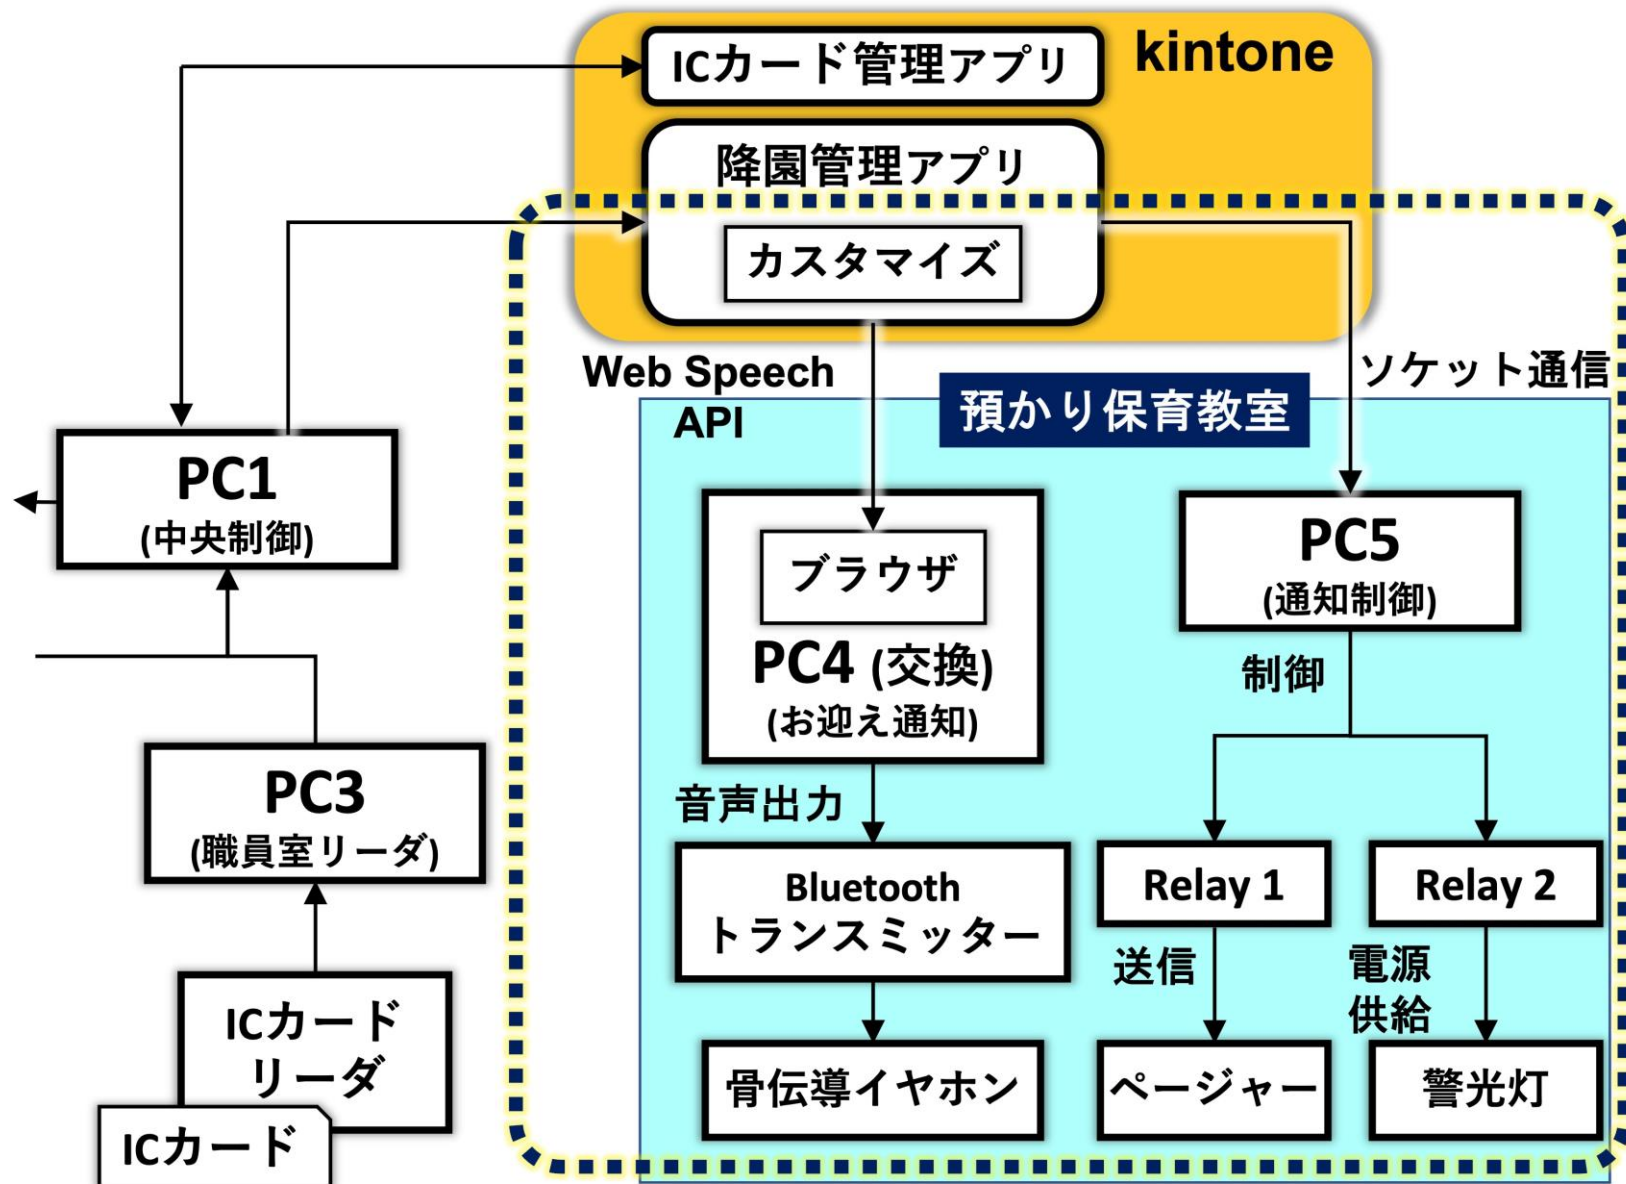 kintone
ICカード管理アプリ
降園管理アプリ
カスタマイズ
Web Speech
API
ソケット通信
預かり保育教室
PC1
(中央制御)
PC3
(職員室リーダ)
ICカード
リーダ
ICカード
ブラウザ
PC4 (交換)
(お迎え通知)
音声出力
Bluetooth
トランスミッター
骨伝導イヤホン
PC5
(通知制御)
制御
Relay 1
Relay 2
送信
電源
供給
ページャー
警光灯